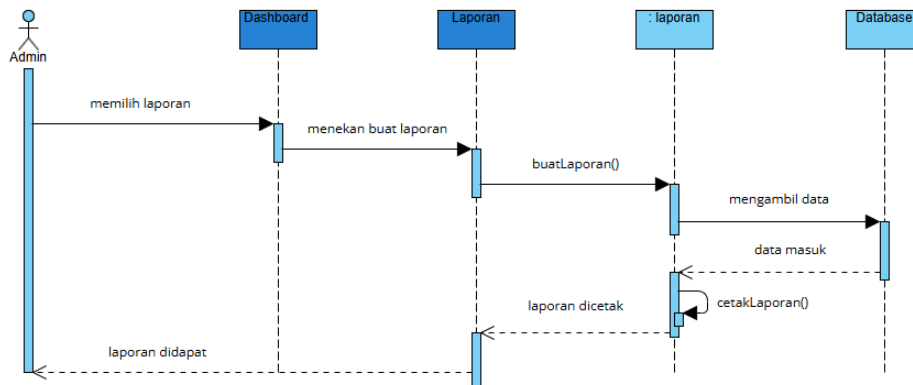 Dashboard
Laporan
: laporan
Database
Admin
memilih laporan
menekan buat laporan
buatLaporan()
mengambil data
data masuk
cetakLaporan()
laporan dicetak
laporan didapat